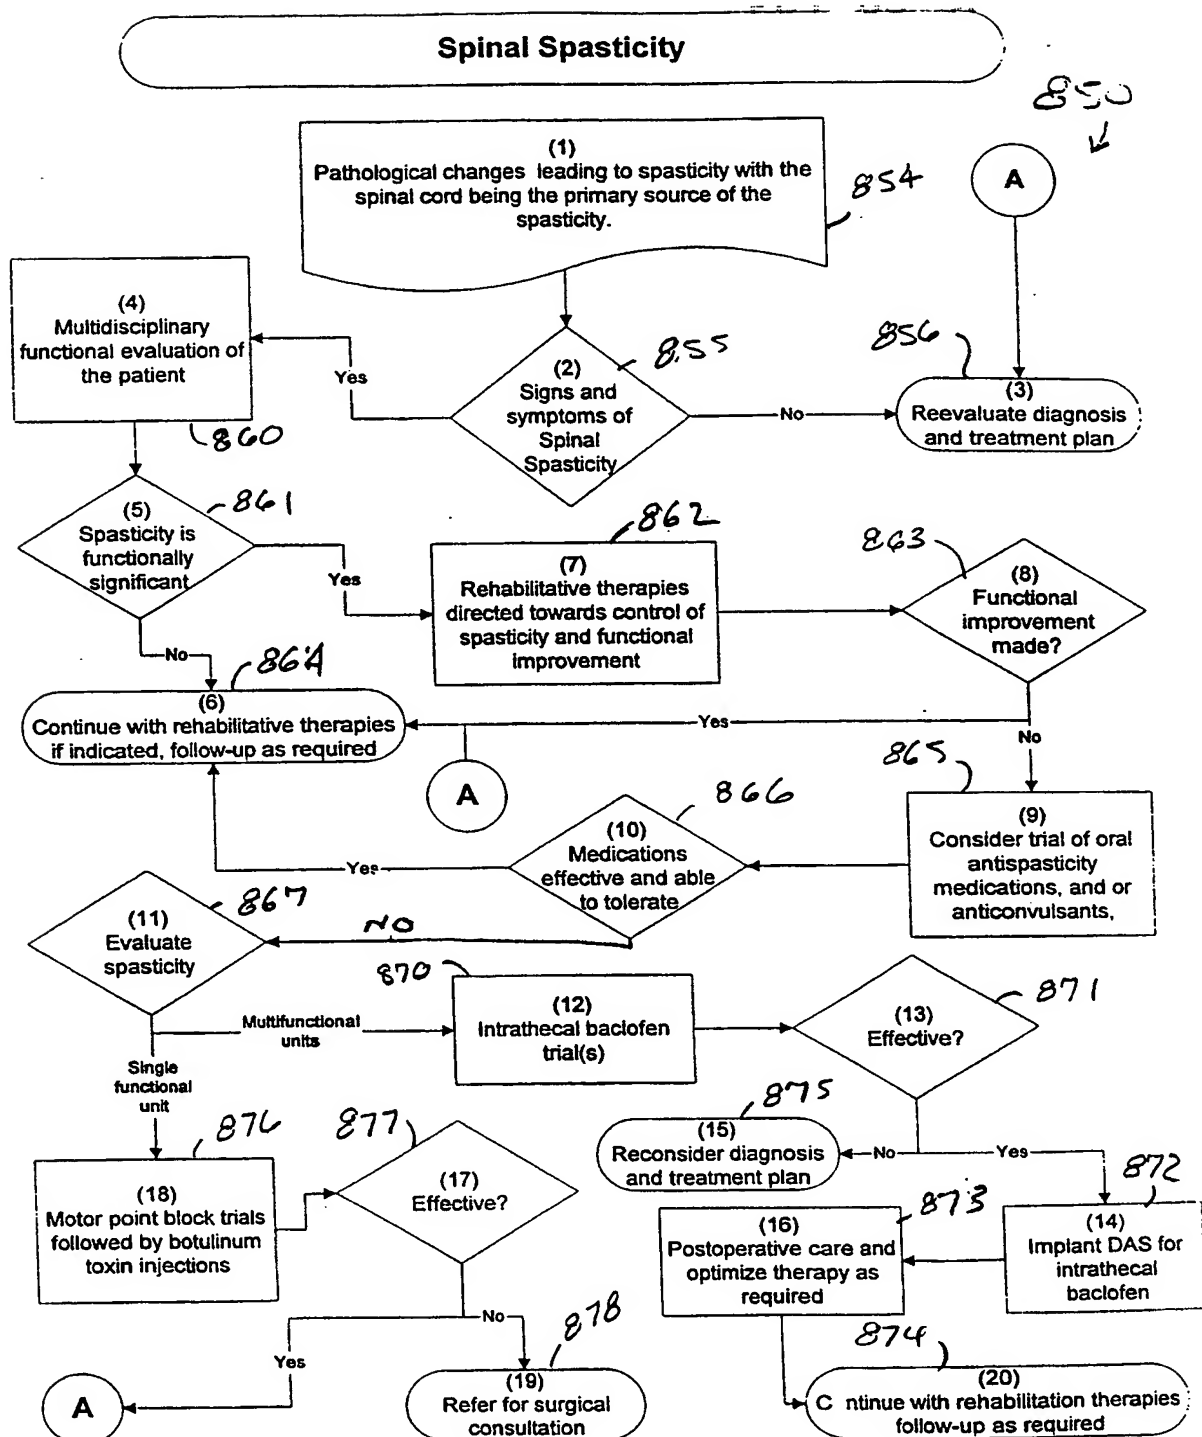 Spinal Spasticity
850
(1)
Pathological changes leading to spasticity with the
spinal cord being the primary source of the
spasticity.
854
A
(4)
Multidisciplinary
functional evaluation of
the patient
860
Yes
(2)
Signs and
symptoms of
Spinal
Spasticity
855
No
856
(3)
Reevaluate diagnosis
and treatment plan
(5)
Spasticity is
functionally
significant
861
Yes
No
862
(7)
Rehabilitative therapies
directed towards control of
spasticity and functional
improvement
863
(8)
Functional
improvement
made?
Yes
No
864
(6)
Continue with rehabilitative therapies
if indicated, follow-up as required
A
865
(9)
Consider trial of oral
antispasticity
medications, and or
anticonvulsants,
866
(10)
Medications
effective and able
to tolerate
Yes
NO
867
(11)
Evaluate
spasticity
Multifunctional
units
Single
functional
unit
870
(12)
Intrathecal baclofen
trial(s)
871
(13)
Effective?
No
Yes
875
(15)
Reconsider diagnosis
and treatment plan
872
(14)
Implant DAS for
intrathecal
baclofen
873
(16)
Postoperative care and
optimize therapy as
required
876
(18)
Motor point block trials
followed by botulinum
toxin injections
877
(17)
Effective?
Yes
No
A
878
(19)
Refer for surgical
consultation
874
(20)
C ntinue with rehabilitation therapies
follow-up as required